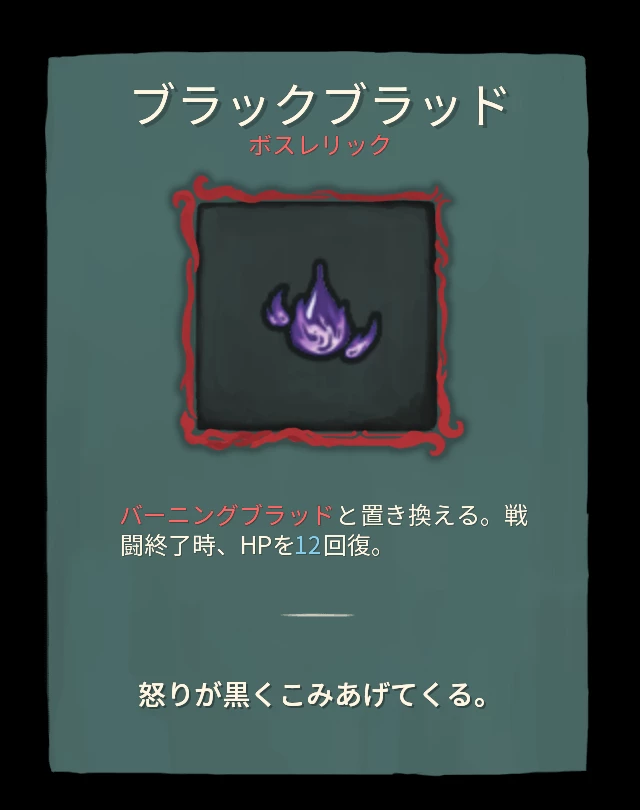 ブラックブラッド
ボスレリック
バーニングブラッドと置き換える。戦
闘終了時、HPを12回復。
怒りが黒くこみあげてくる。